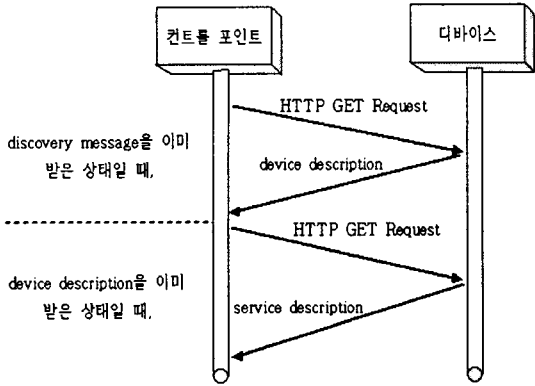 컨트롤 포인트
디바이스
HTTP GET Request
discovery message을 이미
받은 상태일 때,
device description
HTTP GET Request
device description을 이미
받은 상태일 때,
service description